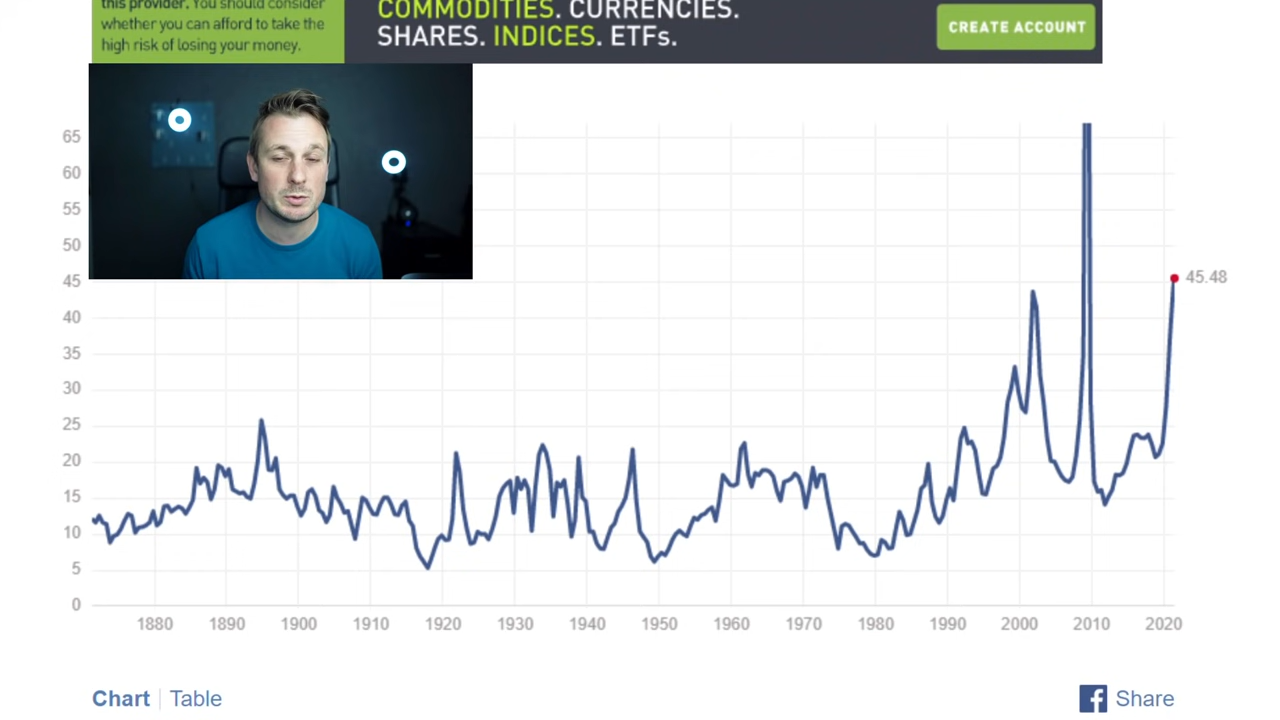 this provider. You should consider
whether you can afford to take the
high risk of losing your money.
COMMODITIES. CURRENCIES.
SHARES. INDICES. ETFs.
CREATE ACCOUNT
65
60
55
50
45
40
35
30
25
20
15
10
5
0
45.48
1880 1890 1900 1910 1920 1930 1940 1950 1960 1970 1980 1990 2000 2010 2020
Chart | Table
Share